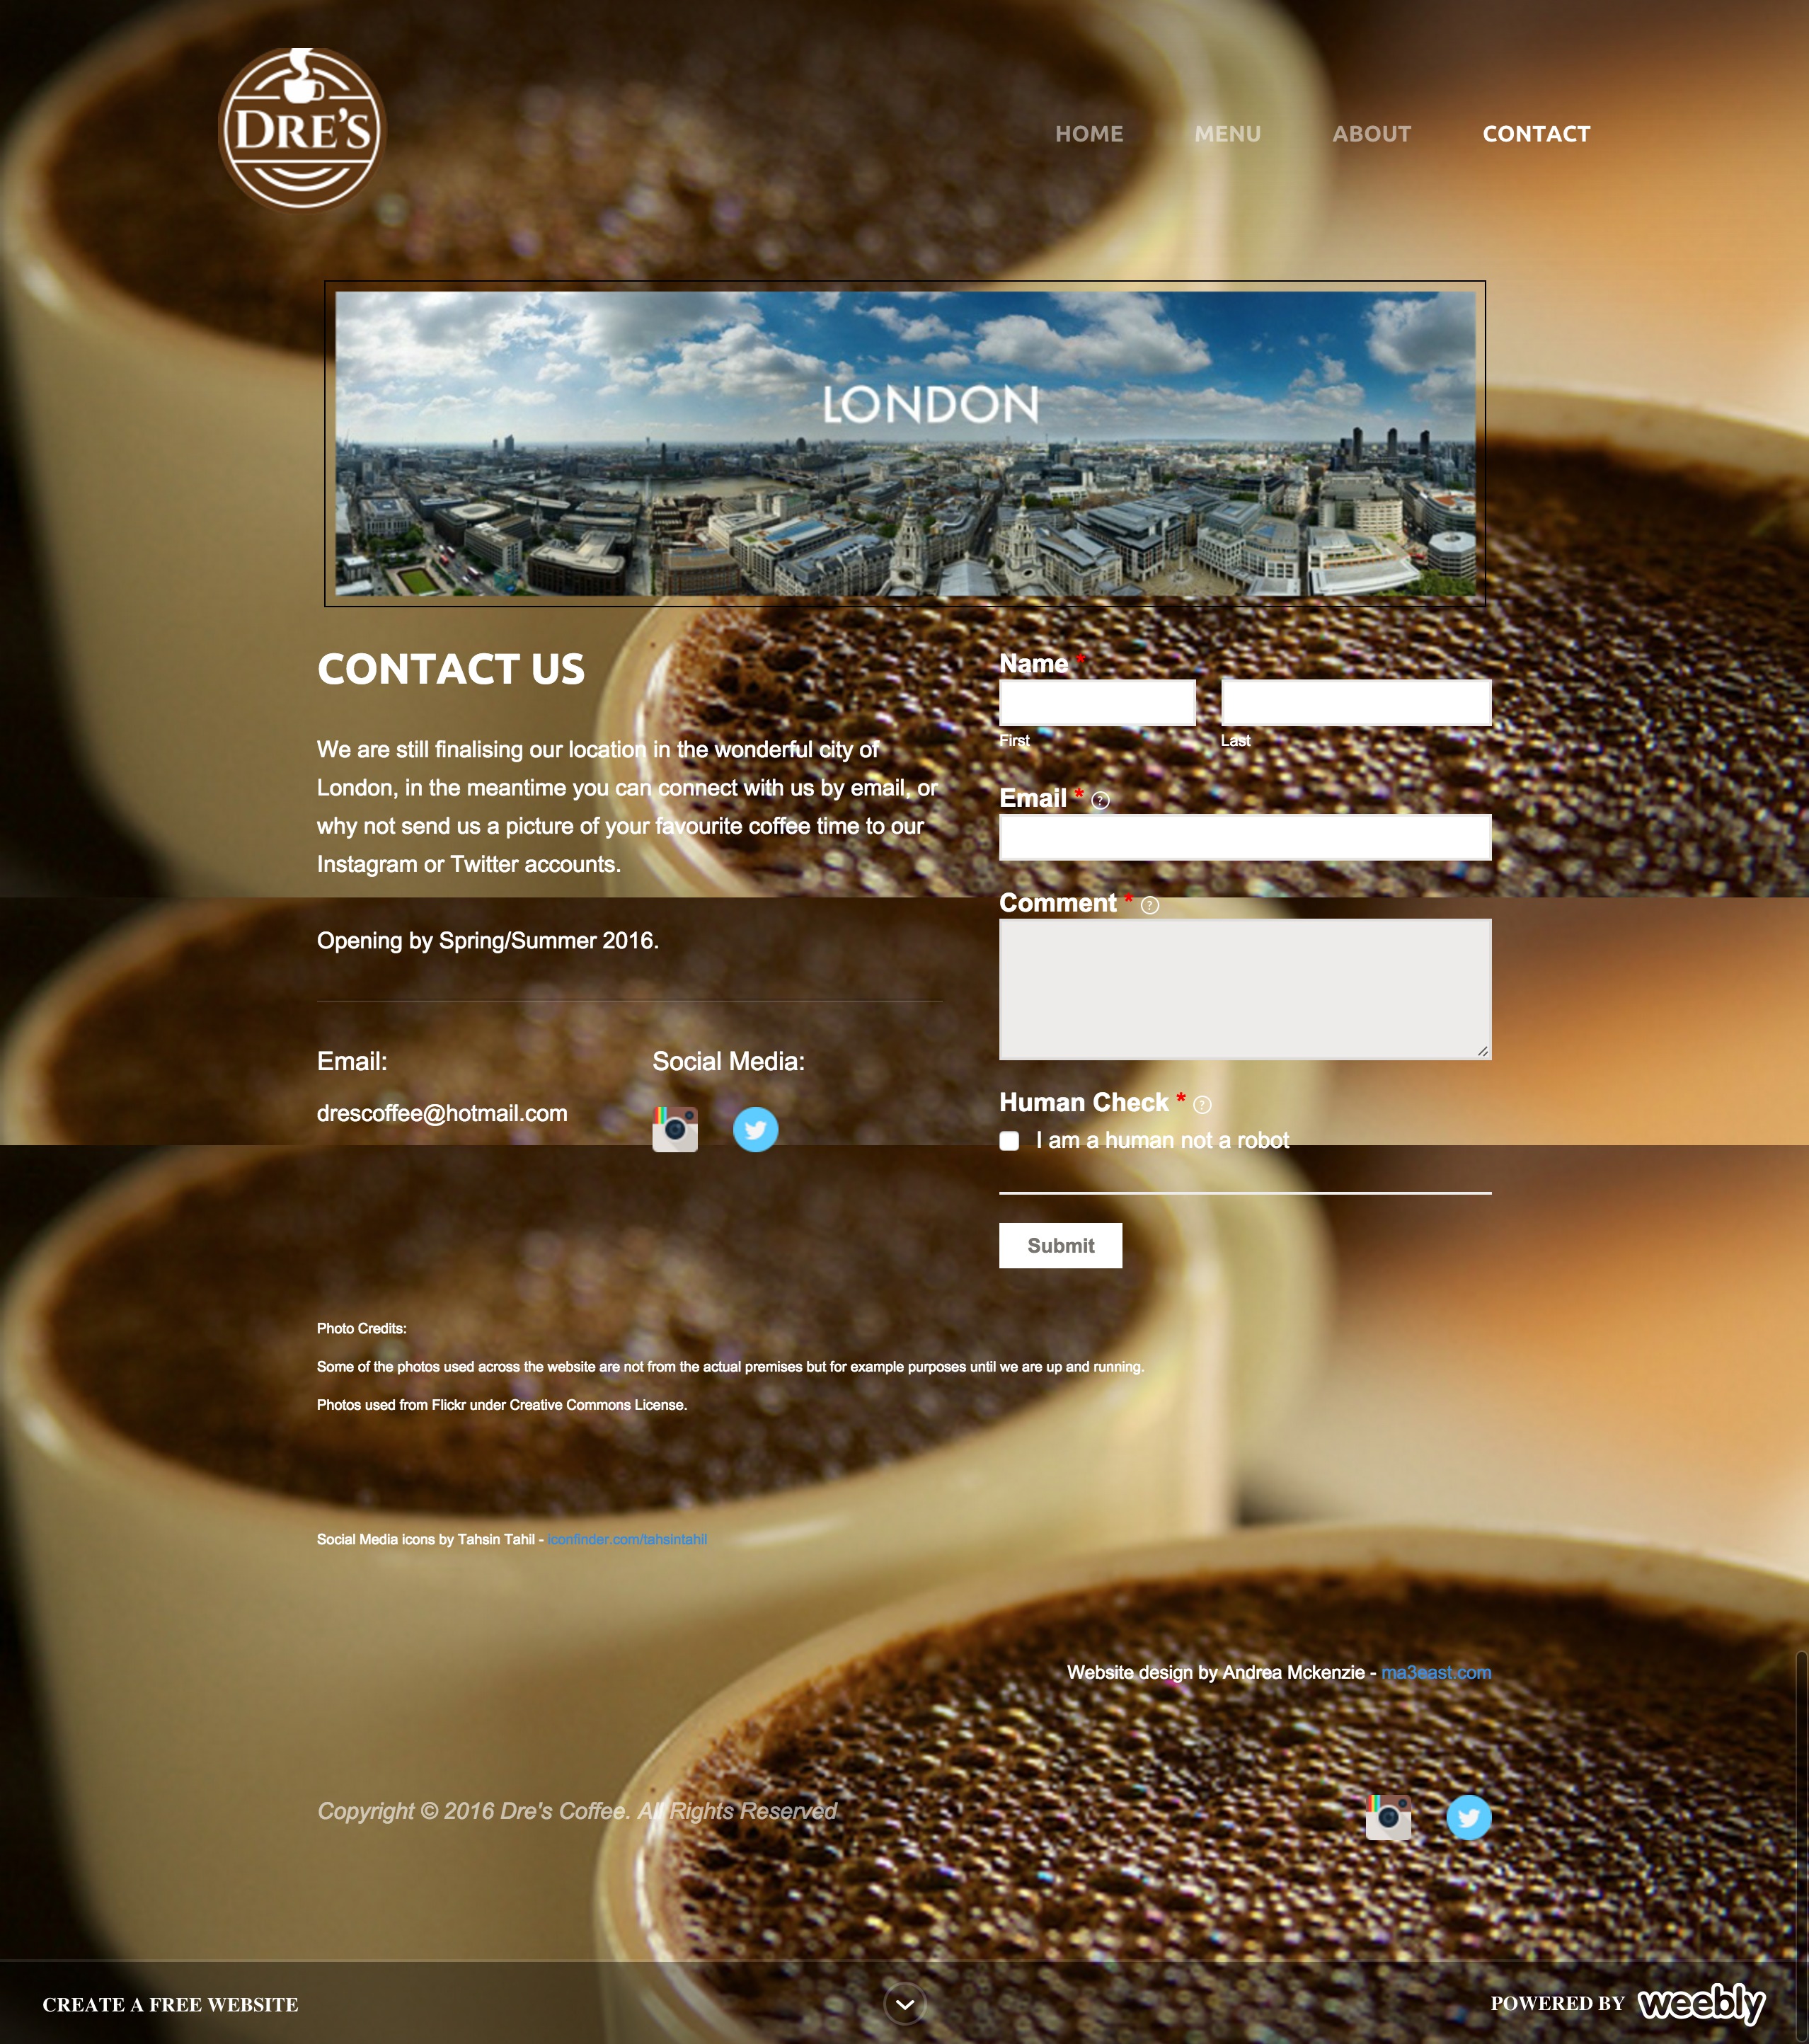 DRE'S
HOME MENU ABOUT CONTACT
LONDON
CONTACT US
We are still finalising our location in the wonderful city of
London, in the meantime you can connect with us by email, or
why not send us a picture of your favourite coffee time to our
Instagram or Twitter accounts.
Opening by Spring/Summer 2016.
Email:
drescoffee@hotmail.com
Social Media:
Name *
First
Last
Email * ?
Comment * ?
Human Check * ?
I am a human not a robot
Submit
Photo Credits:
Some of the photos used across the website are not from the actual premises but for example purposes until we are up and running.
Photos used from Flickr under Creative Commons License.
Social Media icons by Tahsin Tahil - iconfinder.com/tahsintahil
Website design by Andrea Mckenzie - ma3east.com
Copyright © 2016 Dre's Coffee. All Rights Reserved
CREATE A FREE WEBSITE
POWERED BY weebly